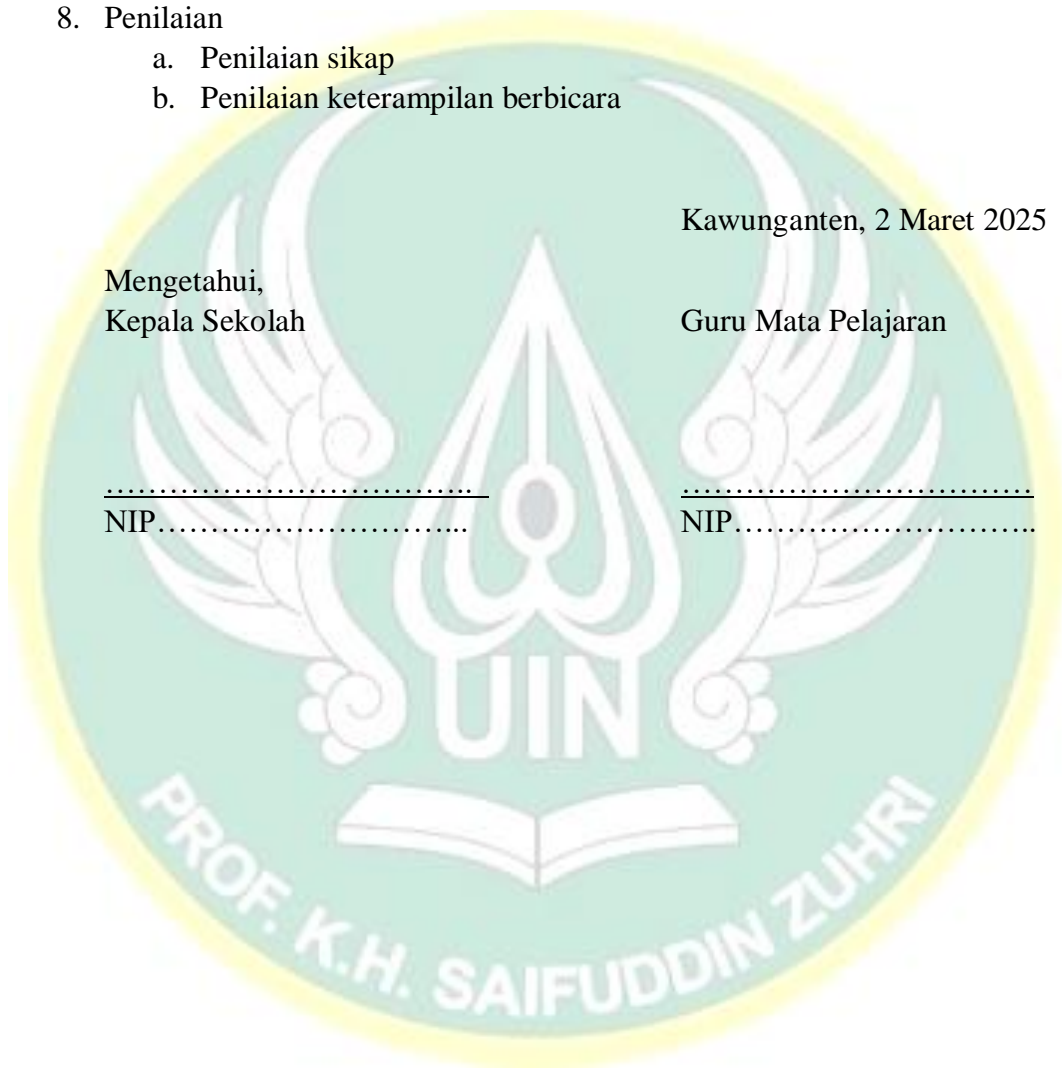 8. Penilaian
a. Penilaian sikap
b. Penilaian keterampilan berbicara
Kawunganten, 2 Maret 2025
Mengetahui,
Kepala Sekolah Guru Mata Pelajaran
…………………………….. ……………………………
NIP………………………... NIP………………………..
UIN
PROF. K.H. SAIFUDDIN ZUHRI